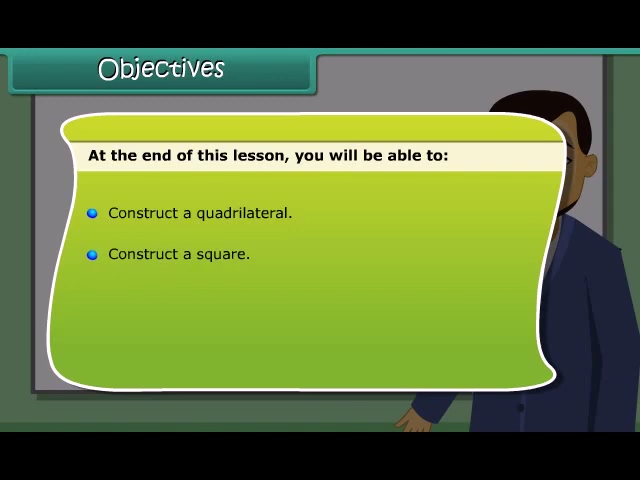 Objectives
At the end of this lesson, you will be able to:
Construct a quadrilateral.
Construct a square.